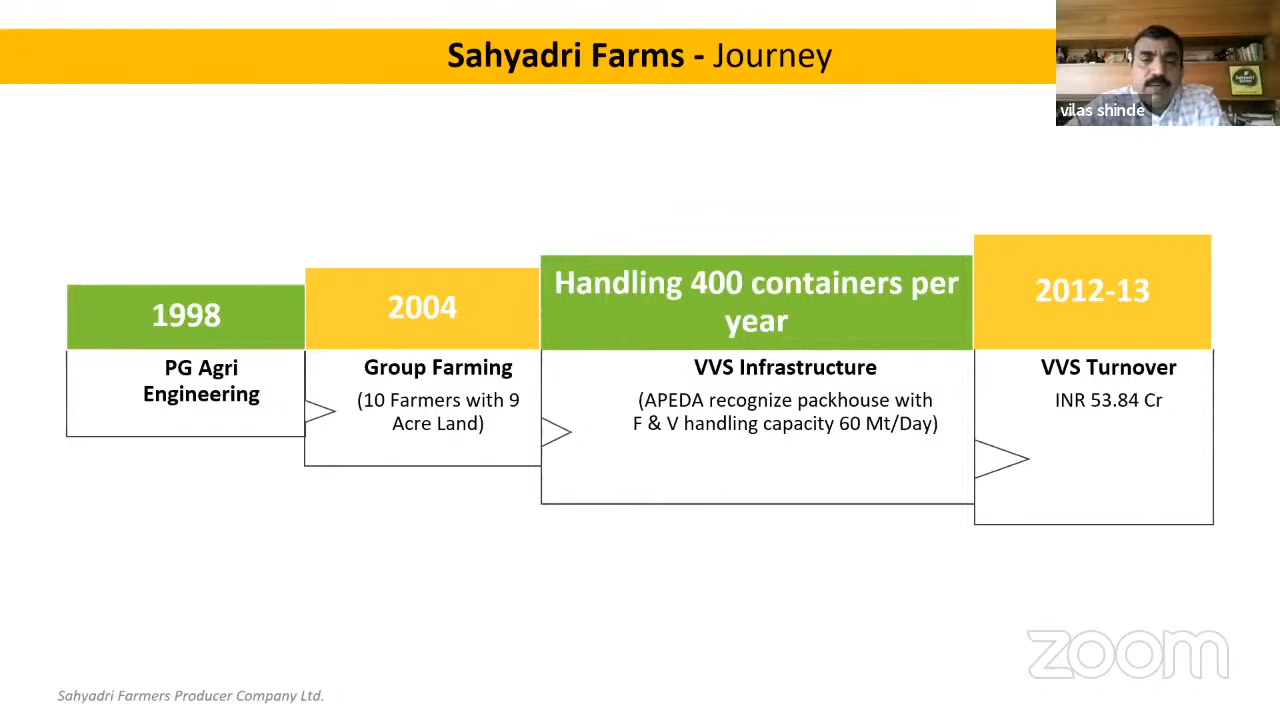 Sahyadri Farms - Journey
vilas shinde
1998
PG Agri
Engineering
2004
Group Farming
(10 Farmers with 9
Acre Land)
Handling 400 containers per
year
VVS Infrastructure
(APEDA recognize packhouse with
F & V handling capacity 60 Mt/Day)
2012-13
VVS Turnover
INR 53.84 Cr
zoom
Sahyadri Farmers Producer Company Ltd.